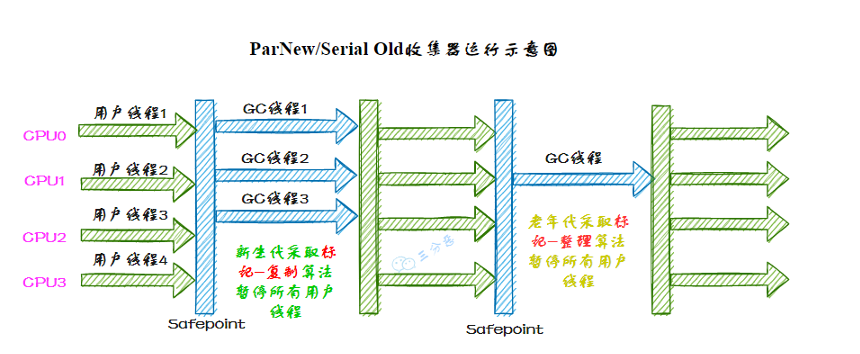 ParNew/Serial Old收集器运行示意图
用户线程1
GC线程1
CPU0
用户线程2
GC线程2
GC线程
CPU1
用户线程3
GC线程3
CPU2
用户线程4
CPU3
新生代采取标
记-复制算法
暂停所有用户
线程
三分恶
老年代采取标
记-整理算法
暂停所有用户
线程
Safepoint
Safepoint